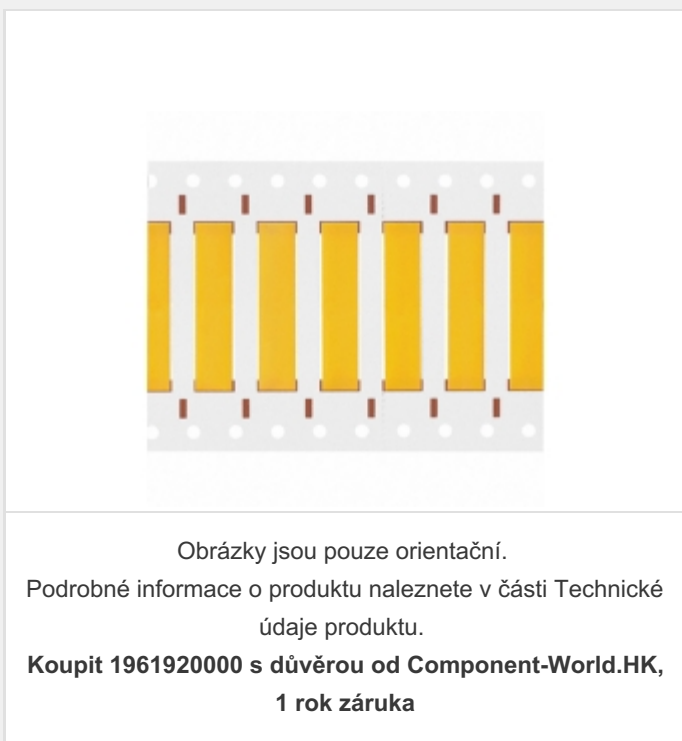 Obrázky jsou pouze orientační.
Podrobné informace o produktu naleznete v části Technické
údaje produktu.
Koupit 1961920000 s důvěrou od Component-World.HK,
1 rok záruka